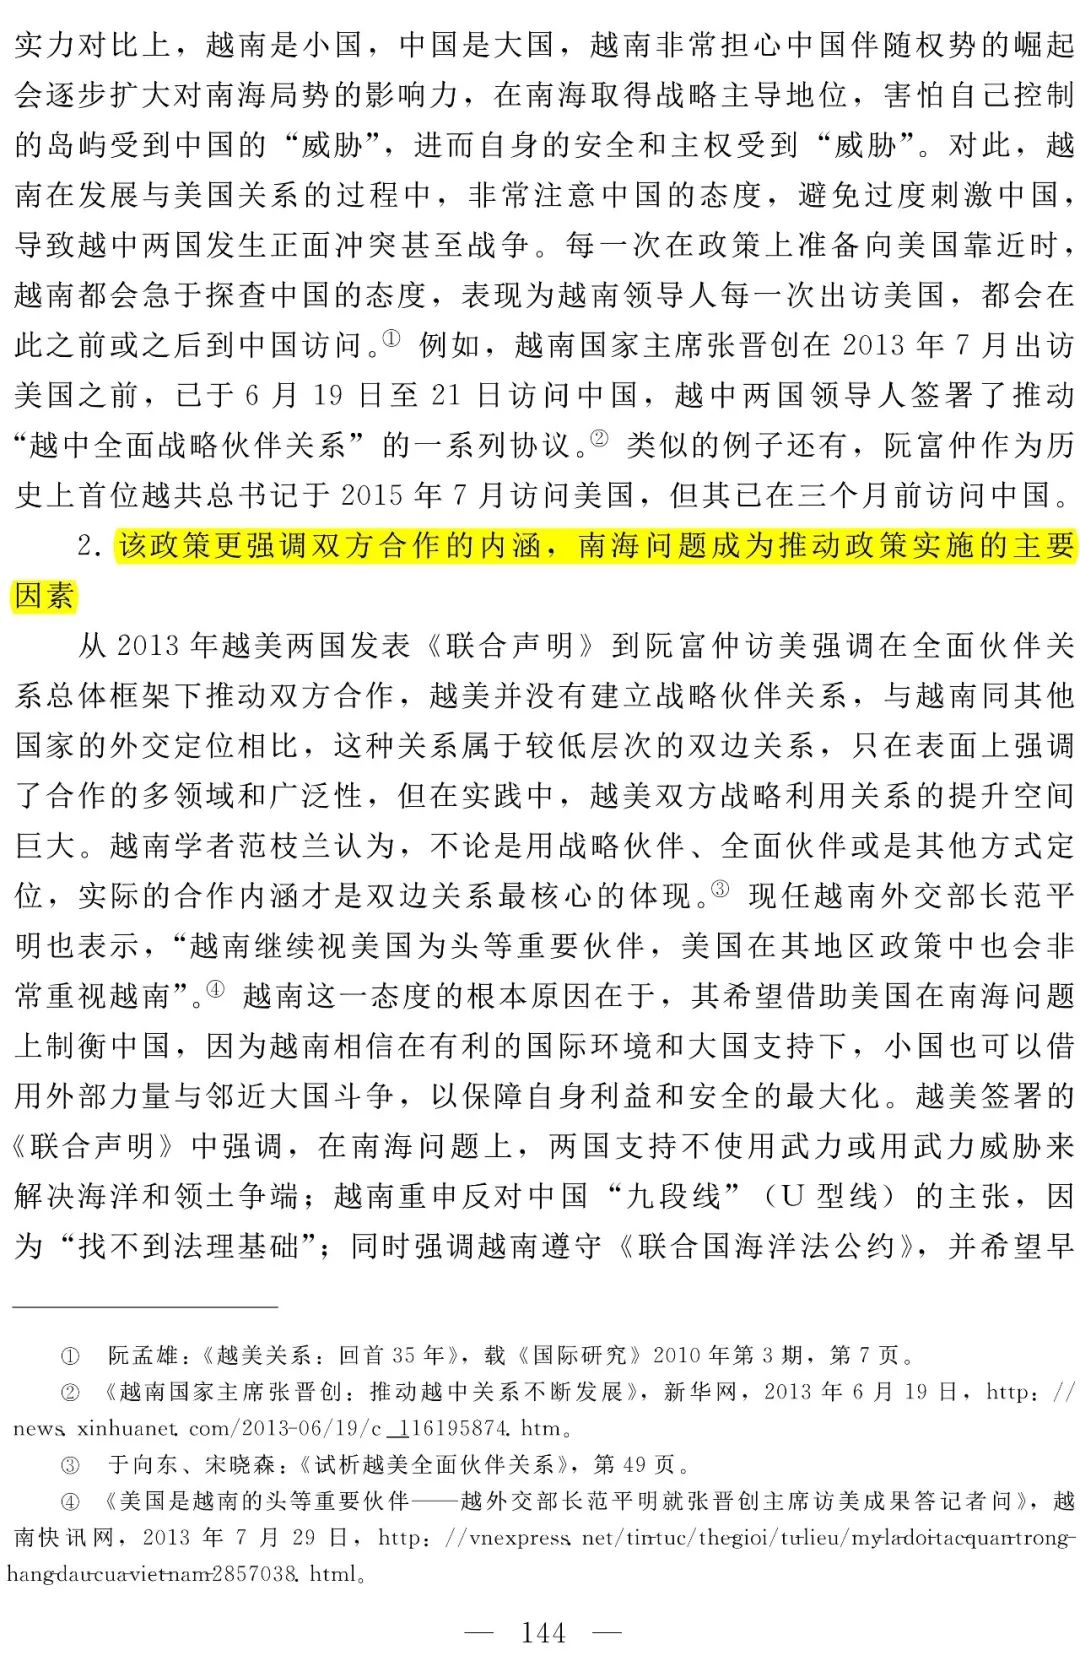 实力对比上，越南是小国，中国是大国，越南非常担心中国伴随权势的崛起
会逐步扩大对南海局势的影响力，在南海取得战略主导地位，害怕自己控制
的岛屿受到中国的“威胁”，进而自身的安全和主权受到“威胁”。对此，越
南在发展与美国关系的过程中，非常注意中国的态度，避免过度刺激中国，
导致越中两国发生正面冲突甚至战争。每一次在政策上准备向美国靠近时，
越南都会急于探查中国的态度，表现为越南领导人每一次出访美国，都会在
此之前或之后到中国访问。① 例如，越南国家主席张晋创在 2013 年 7 月出访
美国之前，已于 6 月 19 日至 21 日访问中国，越中两国领导人签署了推动
“越中全面战略伙伴关系”的一系列协议。② 类似的例子还有，阮富仲作为历
史上首位越共总书记于 2015 年 7 月访问美国，但其已在三个月前访问中国。
2. 该政策更强调双方合作的内涵，南海问题成为推动政策实施的主要
因素
从 2013 年越美两国发表《联合声明》到阮富仲访美强调在全面伙伴关
系总体框架下推动双方合作，越美并没有建立战略伙伴关系，与越南同其他
国家的外交定位相比，这种关系属于较低层次的双边关系，只在表面上强调
了合作的多领域和广泛性，但在实践中，越美双方战略利用关系的提升空间
巨大。越南学者范枝兰认为，不论是用战略伙伴、全面伙伴或是其他方式定
位，实际的合作内涵才是双边关系最核心的体现。③ 现任越南外交部长范平
明也表示，“越南继续视美国为头等重要伙伴，美国在其地区政策中也会非
常重视越南”。④ 越南这一态度的根本原因在于，其希望借助美国在南海问题
上制衡中国，因为越南相信在有利的国际环境和大国支持下，小国也可以借
用外部力量与邻近大国斗争，以保障自身利益和安全的最大化。越美签署的
《联合声明》中强调，在南海问题上，两国支持不使用武力或用武力威胁来
解决海洋和领土争端；越南重申反对中国“九段线”（U 型线）的主张，因
为“找不到法理基础”；同时强调越南遵守《联合国海洋法公约》，并希望早
① 阮孟雄：《越美关系：回首 35 年》，载《国际研究》2010 年第 3 期，第 7 页。
② 《越南国家主席张晋创：推动越中关系不断发展》，新华网，2013 年 6 月 19 日，http：//
news. xinhuanet. com/2013-06/19/c_116195874. htm。
③ 于向东、宋晓森：《试析越美全面伙伴关系》，第 49 页。
④ 《美国是越南的头等重要伙伴——越外交部长范平明就张晋创主席访美成果答记者问》，越
南快讯网，2013 年 7 月 29 日，http：//vnexpress. net/tin-tuc/the-gioi/tu-lieu/my-la-doi-tac-quan-trong-
hang-dau-cua-viet-nam-2857038. html。
— 144 —